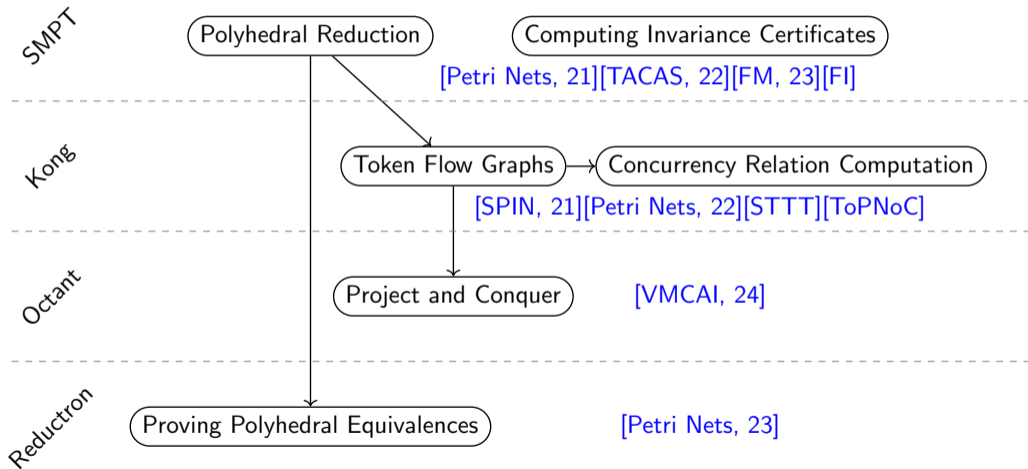 SMPT
Polyhedral Reduction
Computing Invariance Certificates
[Petri Nets, 21][TACAS, 22][FM, 23][FI]
Kong
Token Flow Graphs
Concurrency Relation Computation
[SPIN, 21][Petri Nets, 22][STTT][ToPNoC]
Octant
Project and Conquer
[VMCAI, 24]
Reductron
Proving Polyhedral Equivalences
[Petri Nets, 23]